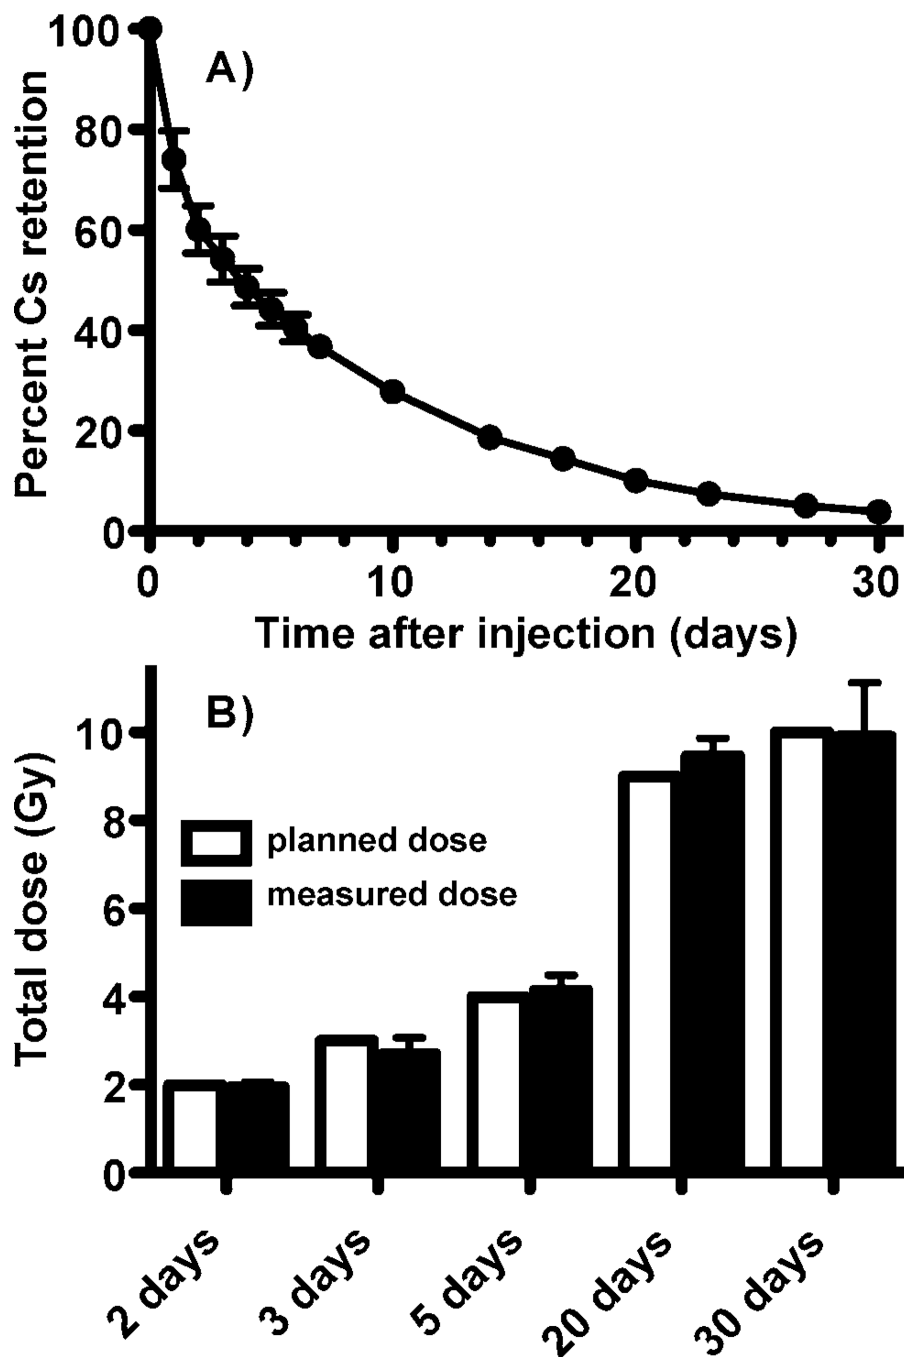 A)
Percent Cs retention
100
80
60
40
20
0
0 10 20 30
Time after injection (days)
B)
Total dose (Gy)
10
8
6
4
2
0
planned dose
measured dose
2 days 3 days 5 days 20 days 30 days